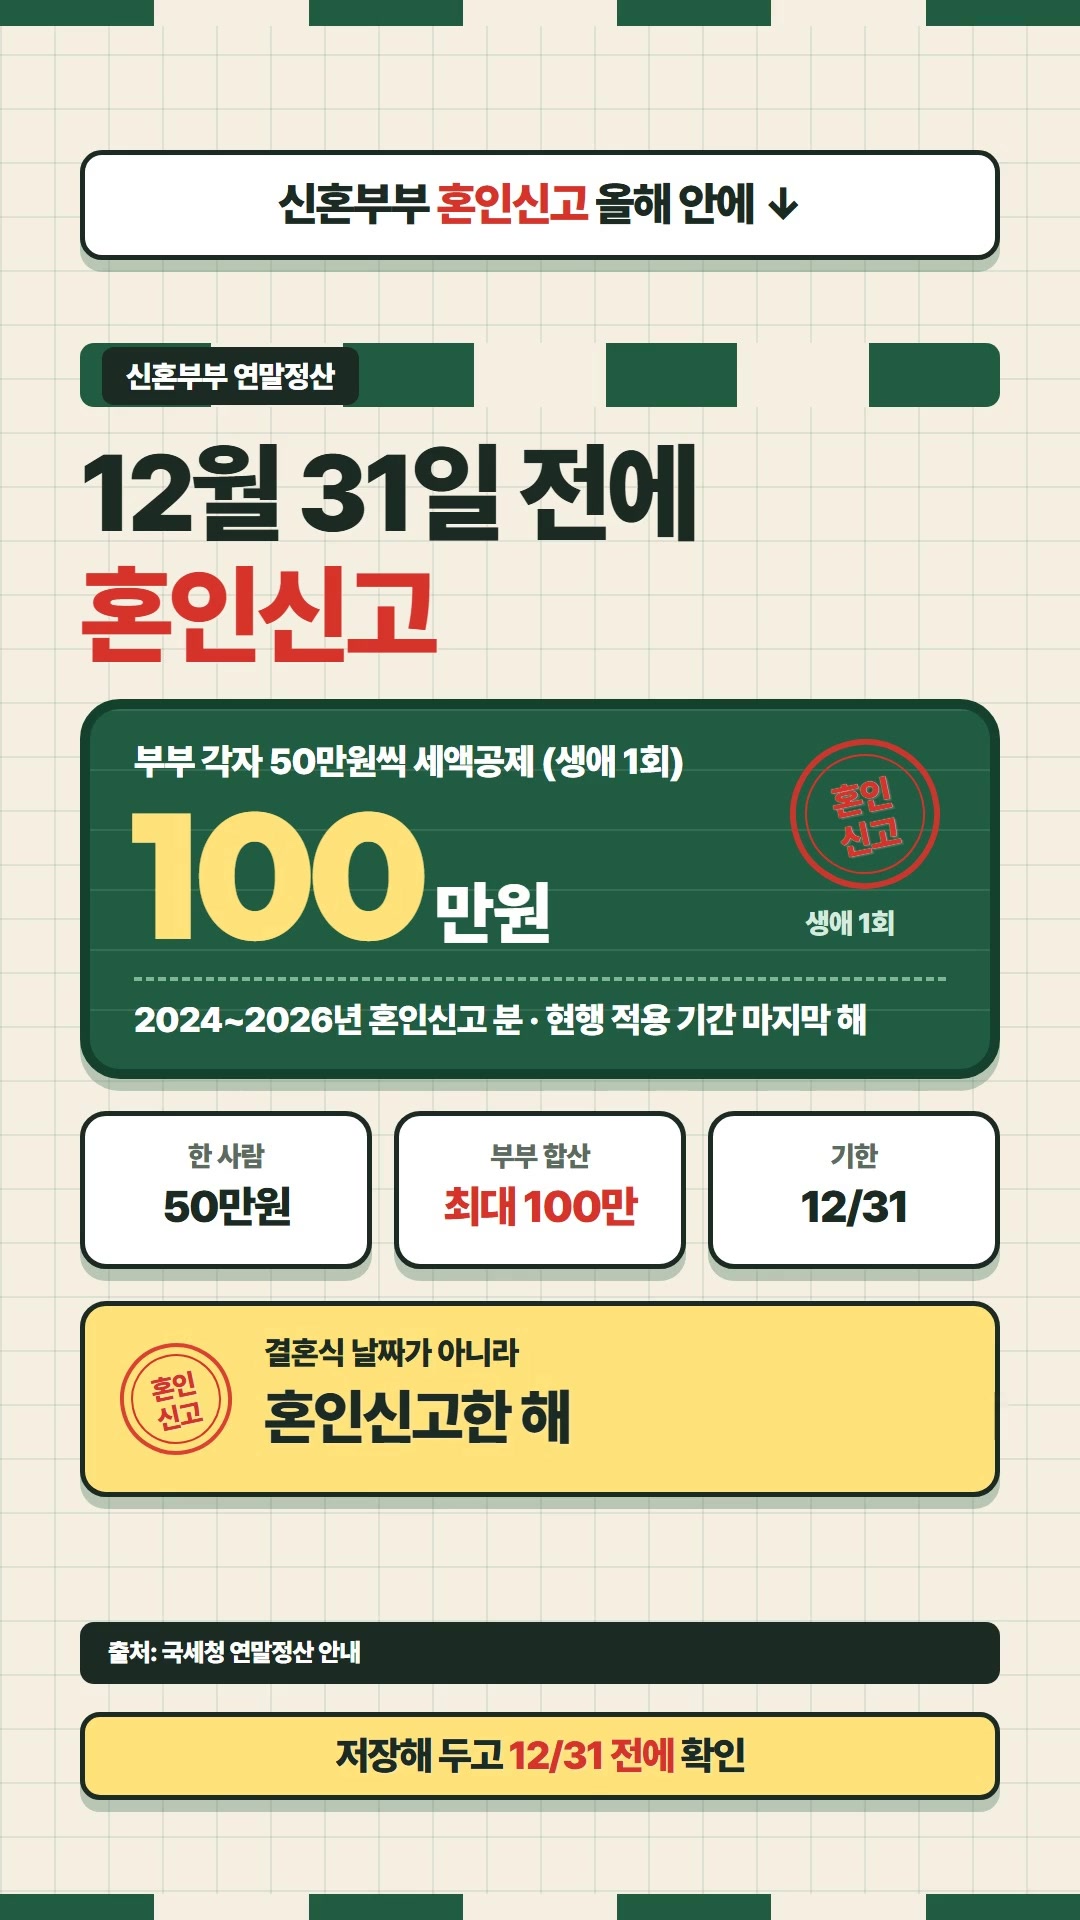 신혼부부 혼인신고 올해 안에 ↓
신혼부부 연말정산
12월 31일 전에
혼인신고
부부 각자 50만원씩 세액공제 (생애 1회)
100만원
혼인
신고
생애 1회
2024~2026년 혼인신고 분 · 현행 적용 기간 마지막 해
한 사람
50만원
부부 합산
최대 100만
기한
12/31
혼인
신고
결혼식 날짜가 아니라
혼인신고한 해
출처: 국세청 연말정산 안내
저장해 두고 12/31 전에 확인